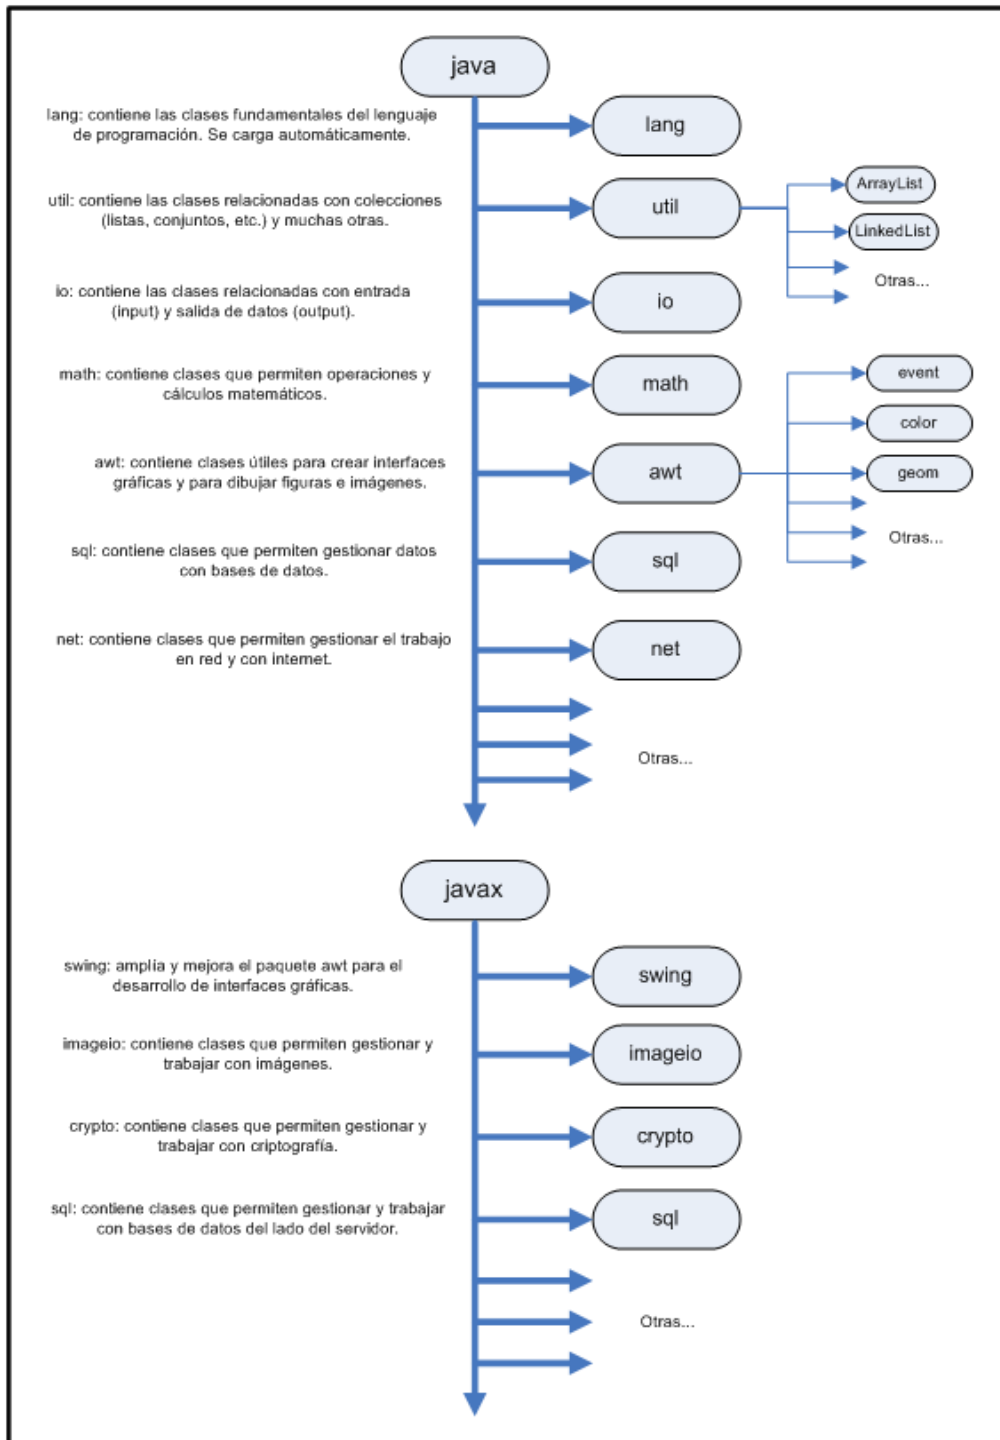 java
lang: contiene las clases fundamentales del lenguaje
de programación. Se carga automáticamente.
lang
util: contiene las clases relacionadas con colecciones
(listas, conjuntos, etc.) y muchas otras.
util
ArrayList
LinkedList
Otras...
io: contiene las clases relacionadas con entrada
(input) y salida de datos (output).
io
math: contiene clases que permiten operaciones y
cálculos matemáticos.
math
event
color
awt: contiene clases útiles para crear interfaces
gráficas y para dibujar figuras e imágenes.
awt
geom
Otras...
sql: contiene clases que permiten gestionar datos
con bases de datos.
sql
net: contiene clases que permiten gestionar el trabajo
en red y con internet.
net
Otras...
javax
swing: amplía y mejora el paquete awt para el
desarrollo de interfaces gráficas.
swing
imageio: contiene clases que permiten gestionar y
trabajar con imágenes.
imageio
crypto: contiene clases que permiten gestionar y
trabajar con criptografía.
crypto
sql: contiene clases que permiten gestionar y trabajar
con bases de datos del lado del servidor.
sql
Otras...